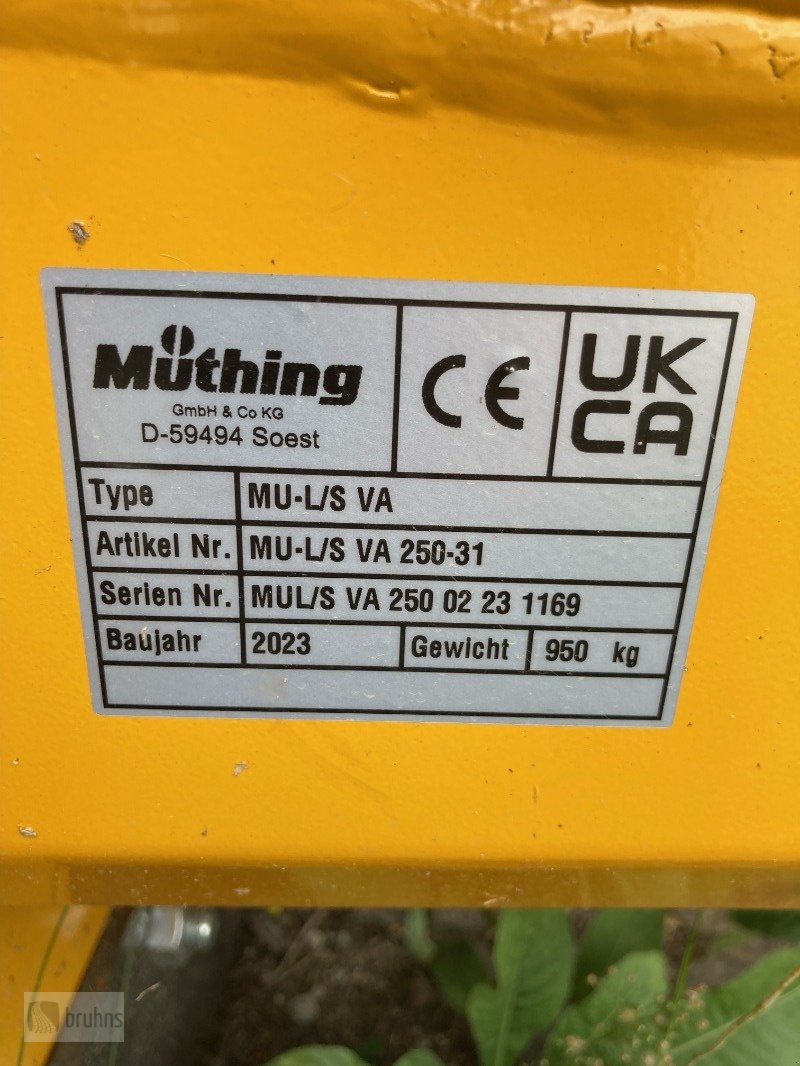 Müthing
GmbH & Co KG
D-59494 Soest
CE
UK
CA
Type MU-L/S VA
Artikel Nr. MU-L/S VA 250-31
Serien Nr. MUL/S VA 250 02 23 1169
Baujahr 2023 Gewicht 950 kg
bruhns